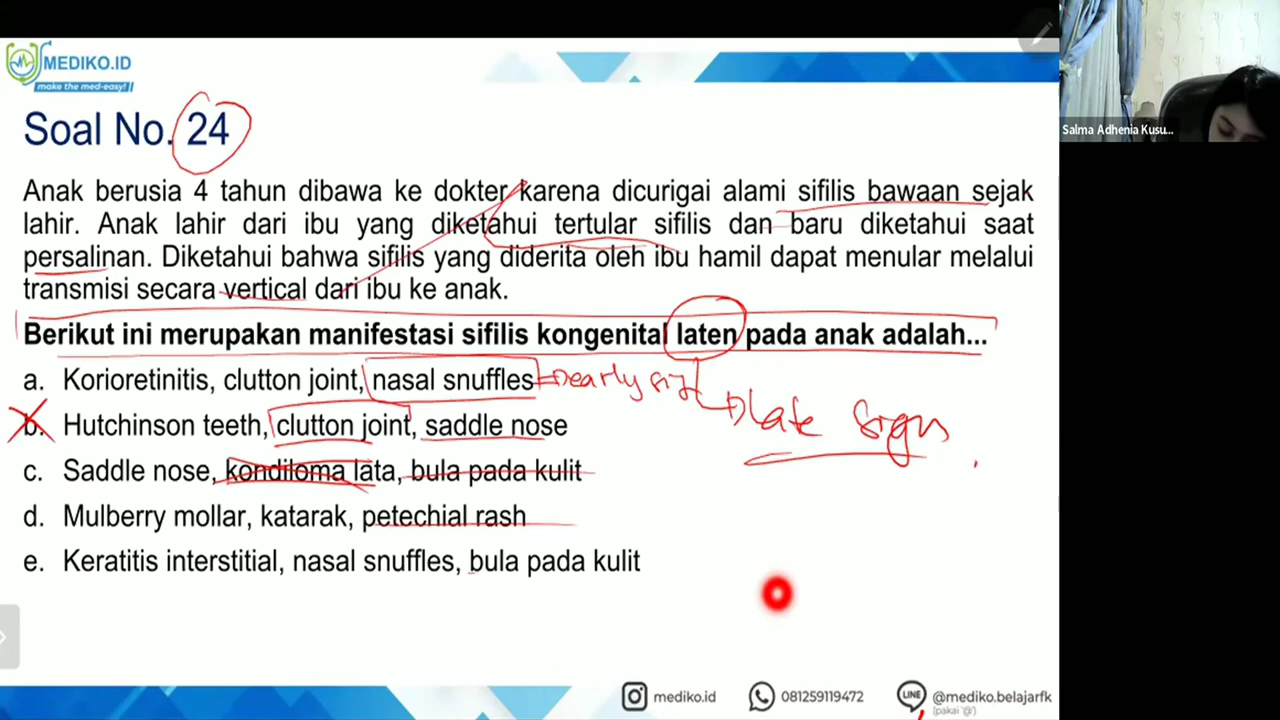 MEDIKO.ID
make the med-easy!
Salma Adhenia Kusu...
Soal No. 24
Anak berusia 4 tahun dibawa ke dokter karena dicurigai alami sifilis bawaan sejak
lahir. Anak lahir dari ibu yang diketahui tertular sifilis dan baru diketahui saat
persalinan. Diketahui bahwa sifilis yang diderita oleh ibu hamil dapat menular melalui
transmisi secara vertical dari ibu ke anak.
Berikut ini merupakan manifestasi sifilis kongenital laten pada anak adalah...
a. Korioretinitis, clutton joint, nasal snuffles early sign
late sign
b. Hutchinson teeth, clutton joint, saddle nose
c. Saddle nose, kondiloma lata, bula pada kulit
d. Mulberry mollar, katarak, petechial rash
e. Keratitis interstitial, nasal snuffles, bula pada kulit
mediko.id
081259119472
LINE
@mediko.belajarfk
(pakai '@')